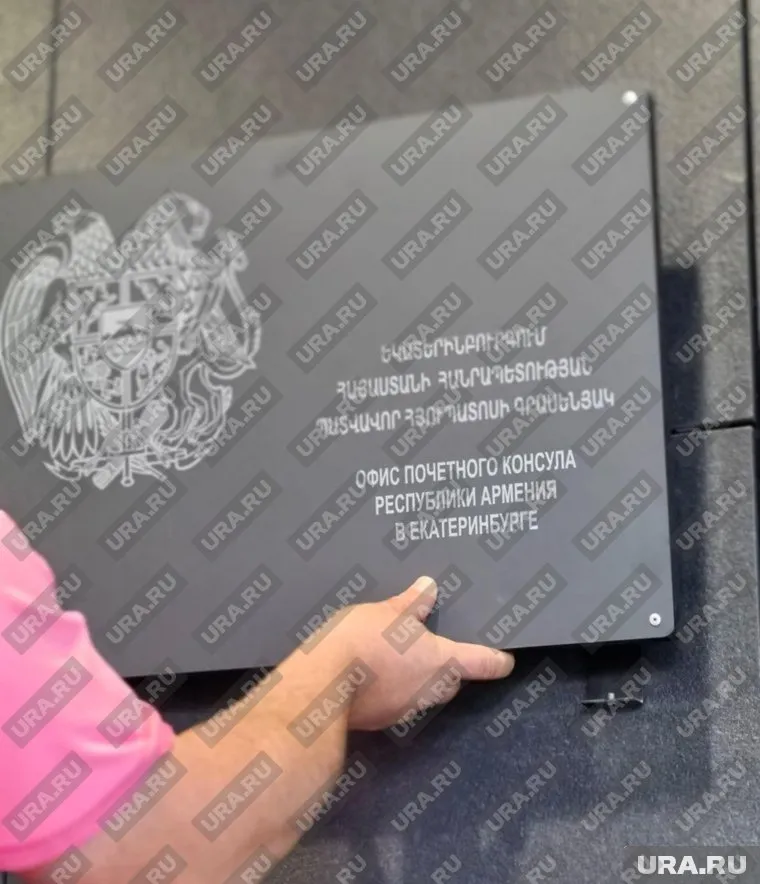 ԵԿԱՏԵՐԻՆԲՈՒՐԳՈՒՄ
ՀԱՅԱՍՏԱՆԻ ՀԱՆՐԱՊԵՏՈՒԹՅԱՆ
ՊԱՏՎԱՎՈՐ ՀՅՈՒՊԱՏՈՍԻ ԳՐԱՍԵՆՅԱԿ
ОФИС ПОЧЕТНОГО КОНСУЛА
РЕСПУБЛИКИ АРМЕНИЯ
В ЕКАТЕРИНБУРГЕ
URA.RU